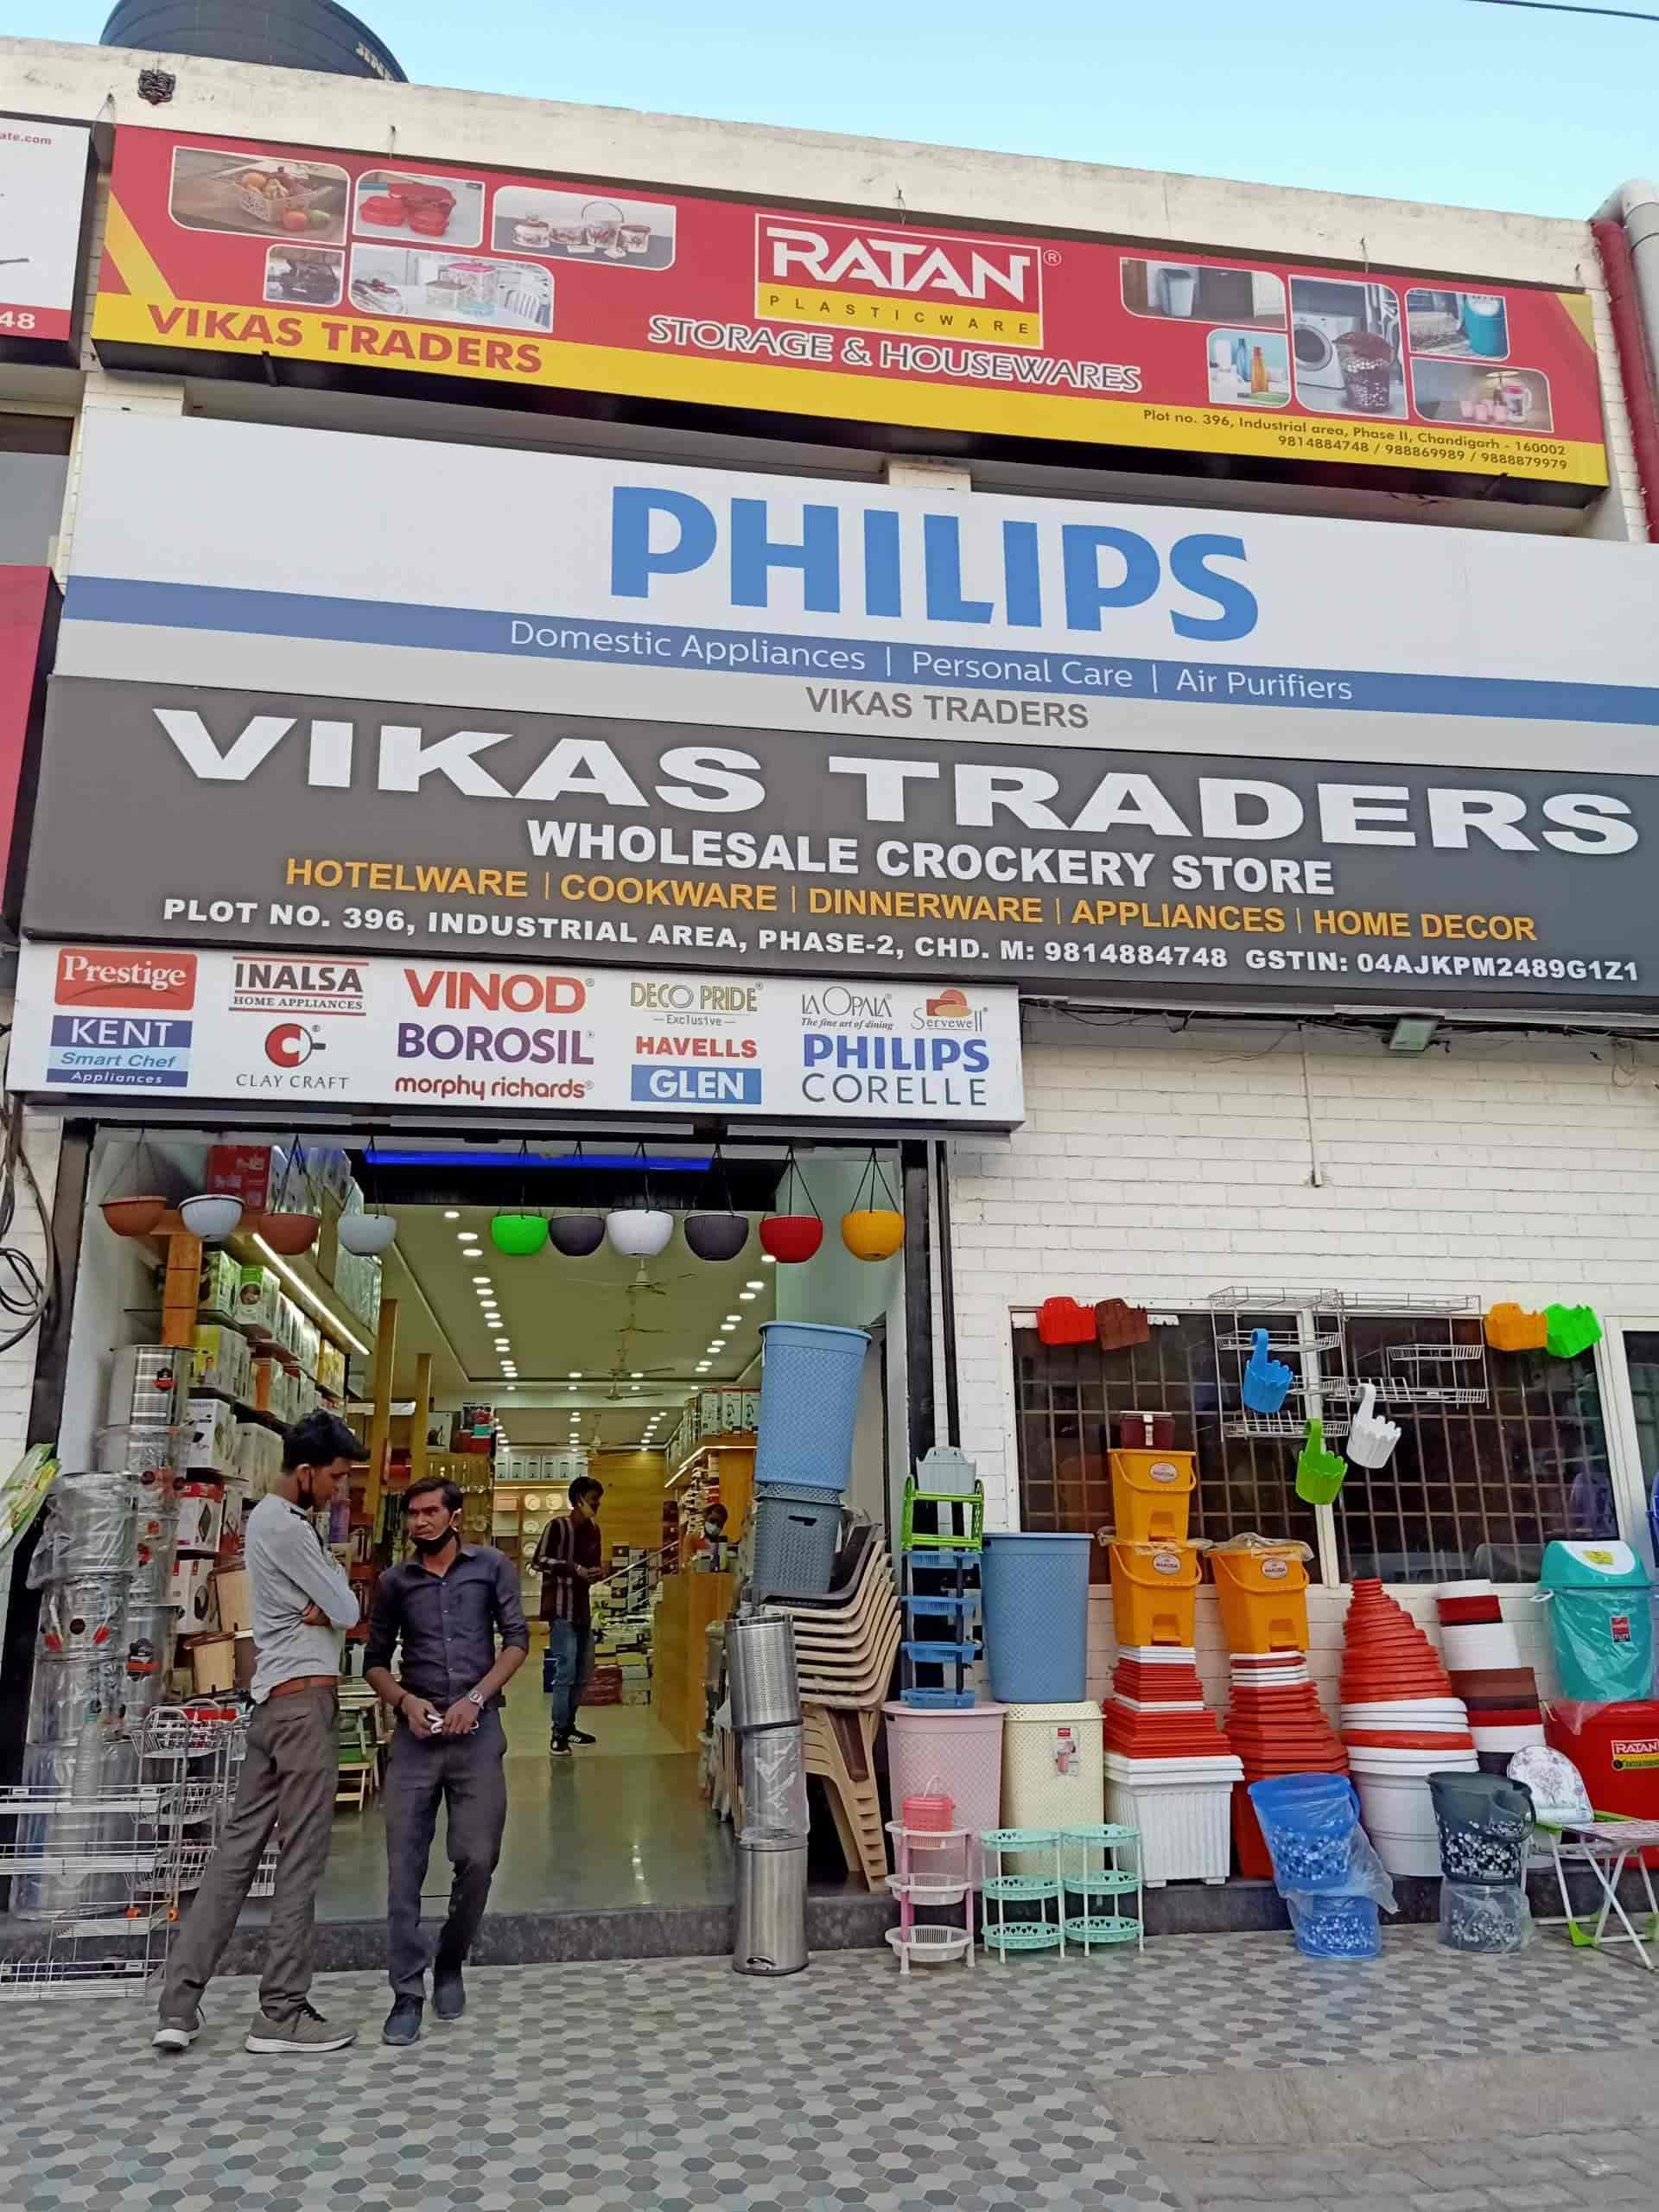 ate.com
48
RATAN®
PLASTICWARE
STORAGE & HOUSEWARES
VIKAS TRADERS
Plot no. 396, Industrial area, Phase II, Chandigarh - 160002
9814884748 / 988869989 / 9888879979
PHILIPS
Domestic Appliances | Personal Care | Air Purifiers
VIKAS TRADERS
VIKAS TRADERS
WHOLESALE CROCKERY STORE
HOTELWARE | COOKWARE | DINNERWARE | APPLIANCES | HOME DECOR
PLOT NO. 396, INDUSTRIAL AREA, PHASE-2, CHD. M: 9814884748 GSTIN: 04AJKPM2489G1Z1
Prestige
KENT
Smart Chef
Appliances
INALSA
HOME APPLIANCES
CLAY CRAFT
VINOD®
BOROSIL®
morphy richards®
DECO PRIDE®
Exclusive
HAVELLS
GLEN
LA OPALA®
The fine art of dining
Servewell®
PHILIPS
CORELLE
RATAN